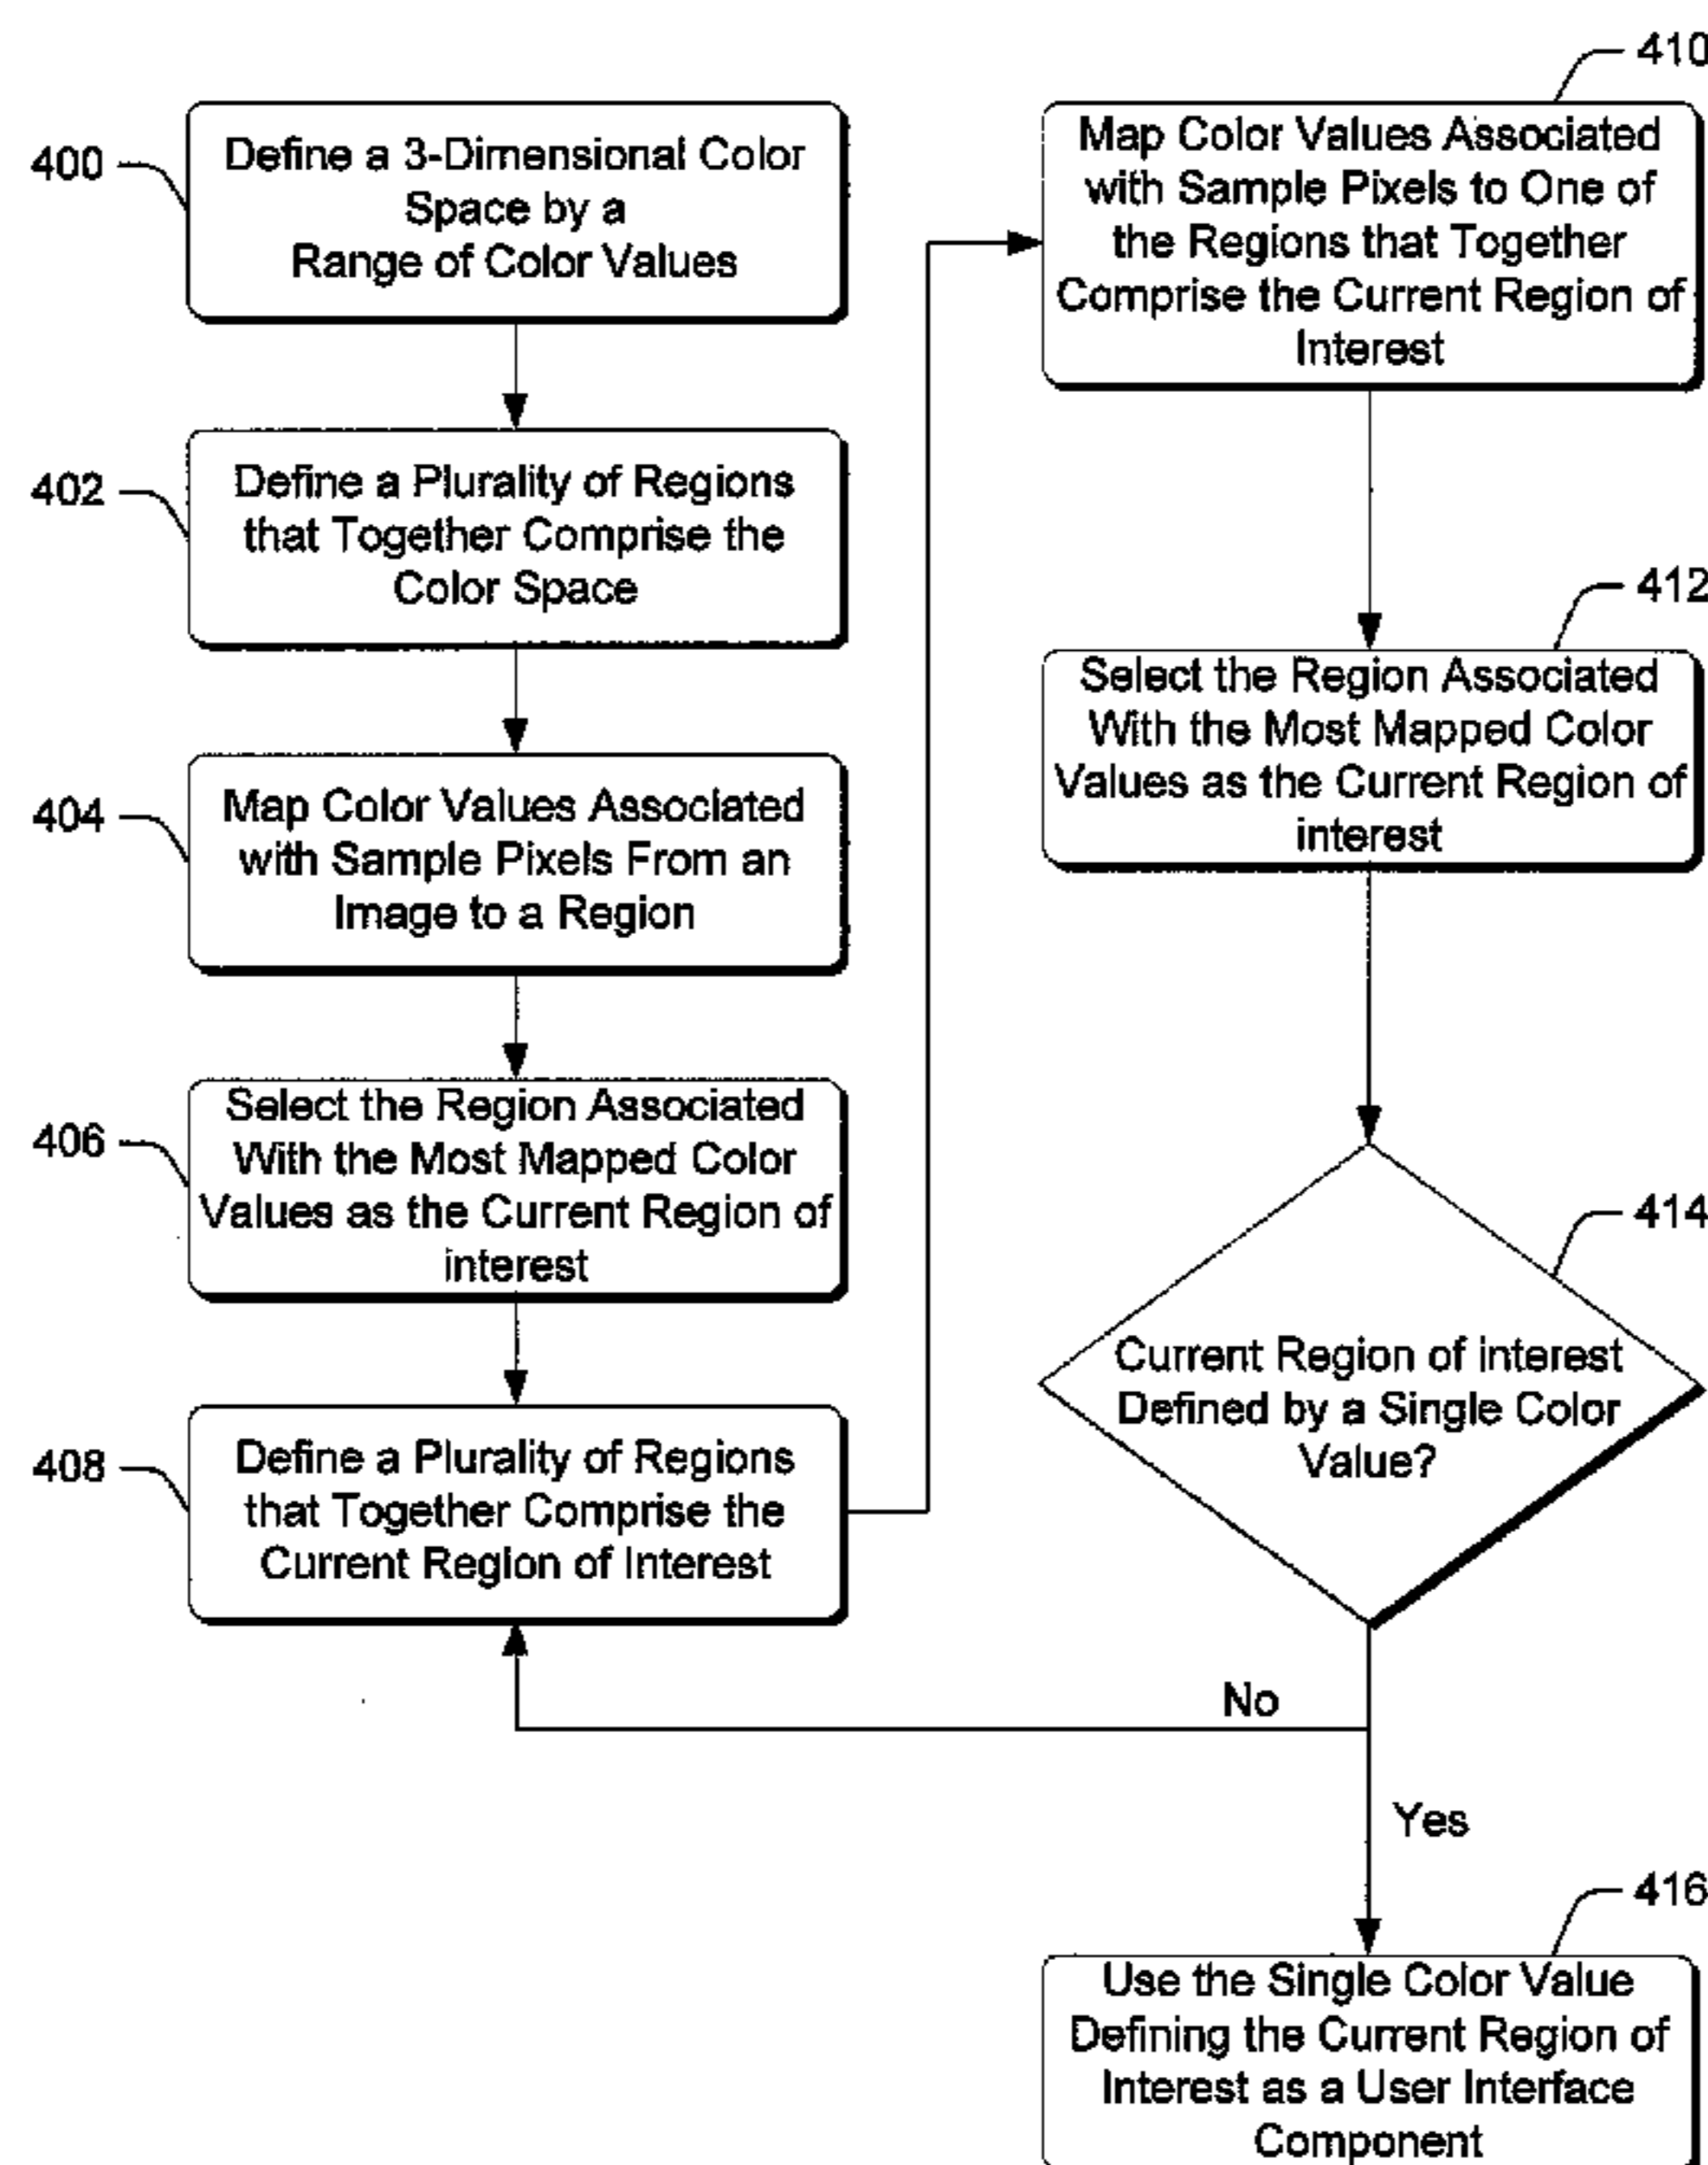 400
Define a 3-Dimensional Color
Space by a
Range of Color Values
402
Define a Plurality of Regions
that Together Comprise the
Color Space
404
Map Color Values Associated
with Sample Pixels From an
Image to a Region
406
Select the Region Associated
With the Most Mapped Color
Values as the Current Region of
interest
408
Define a Plurality of Regions
that Together Comprise the
Current Region of Interest
410
Map Color Values Associated
with Sample Pixels to One of
the Regions that Together
Comprise the Current Region of
Interest
412
Select the Region Associated
With the Most Mapped Color
Values as the Current Region of
interest
414
Current Region of interest
Defined by a Single Color
Value?
No
Yes
416
Use the Single Color Value
Defining the Current Region of
Interest as a User Interface
Component